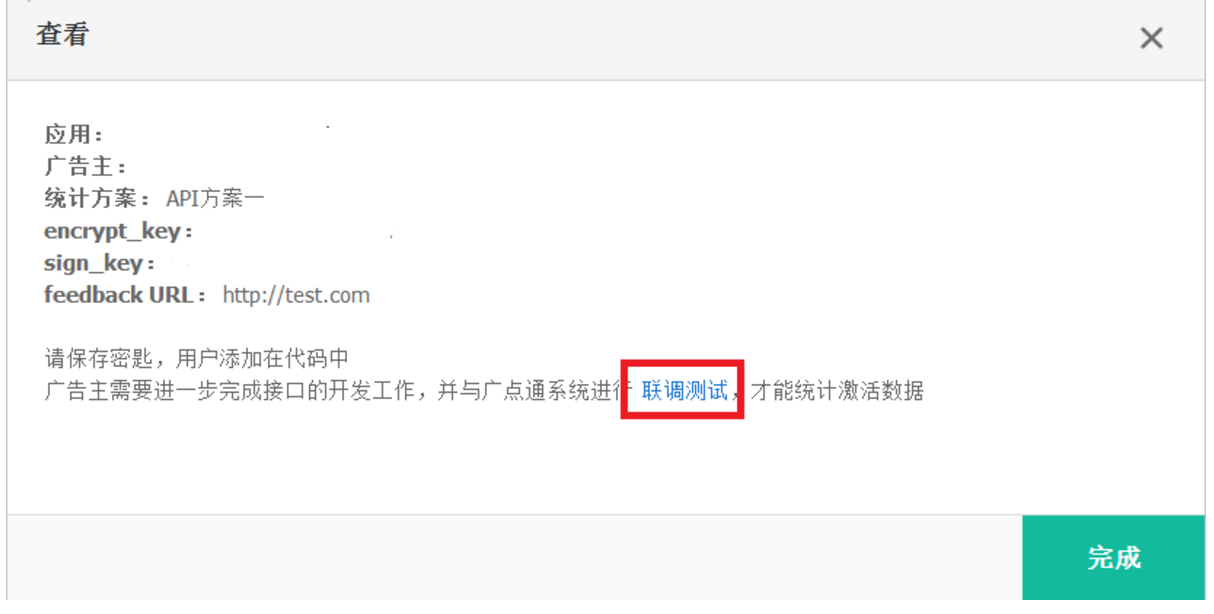 查看
应用：
广告主：
统计方案： API方案一
encrypt_key：
sign_key：
feedback URL： http://test.com
请保存密匙，用户添加在代码中
广告主需要进一步完成接口的开发工作，并与广点通系统进行 联调测试，才能统计激活数据
完成